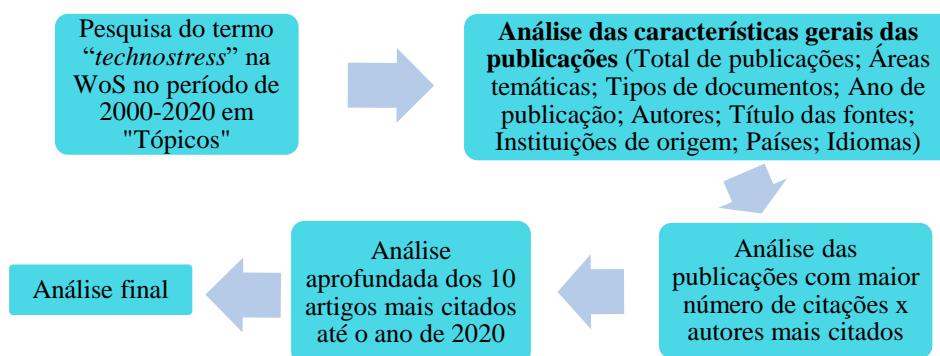 Pesquisa do termo
“technostress” na
WoS no período de
2000-2020 em
"Tópicos"
Análise das características gerais das
publicações (Total de publicações; Áreas
temáticas; Tipos de documentos; Ano de
publicação; Autores; Título das fontes;
Instituições de origem; Países; Idiomas)
Análise das
publicações com maior
número de citações x
autores mais citados
Análise
aprofundada dos 10
artigos mais citados
até o ano de 2020
Análise final